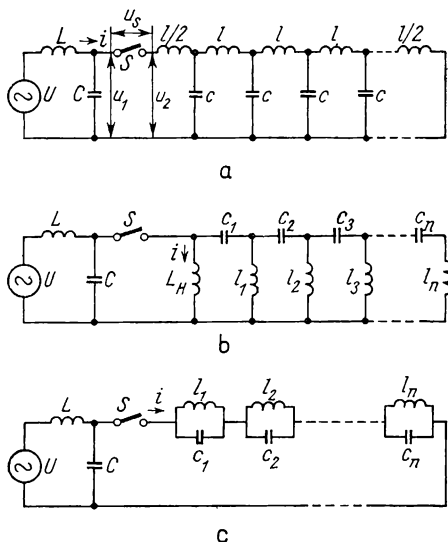 u_s
L i S l/2 l l l l/2
U C u_1 u_2 c c c c
a
L S c_1 c_2 c_3 c_n
i
U C L_H l_1 l_2 l_3 l_n
b
L S i l_1 l_2 l_n
U C c_1 c_2 c_n
c